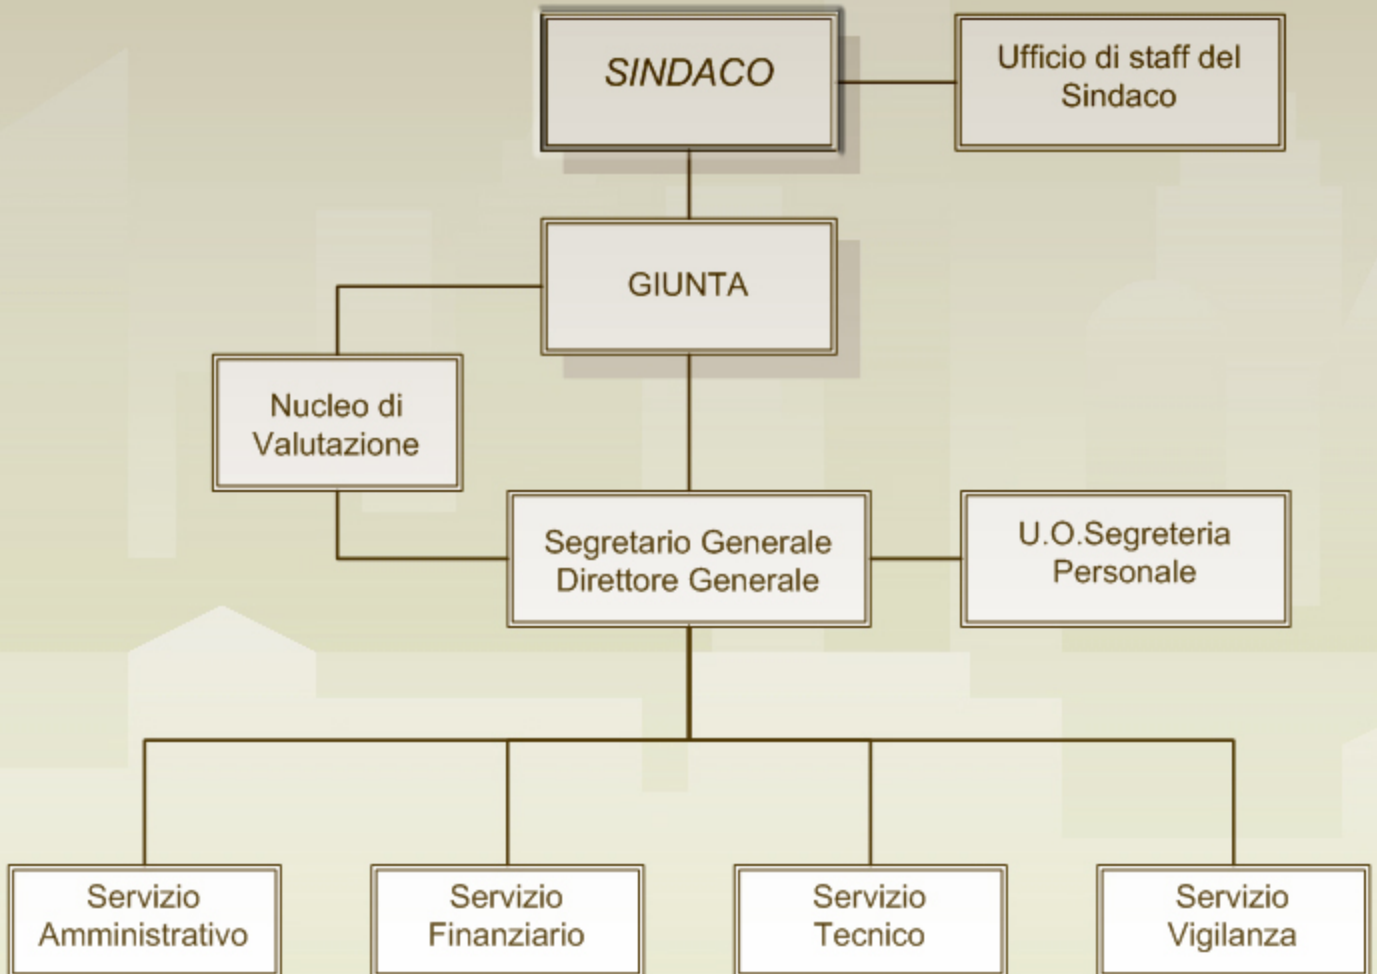 SINDACO
Ufficio di staff del
Sindaco
GIUNTA
Nucleo di
Valutazione
Segretario Generale
Direttore Generale
U.O.Segreteria
Personale
Servizio
Amministrativo
Servizio
Finanziario
Servizio
Tecnico
Servizio
Vigilanza